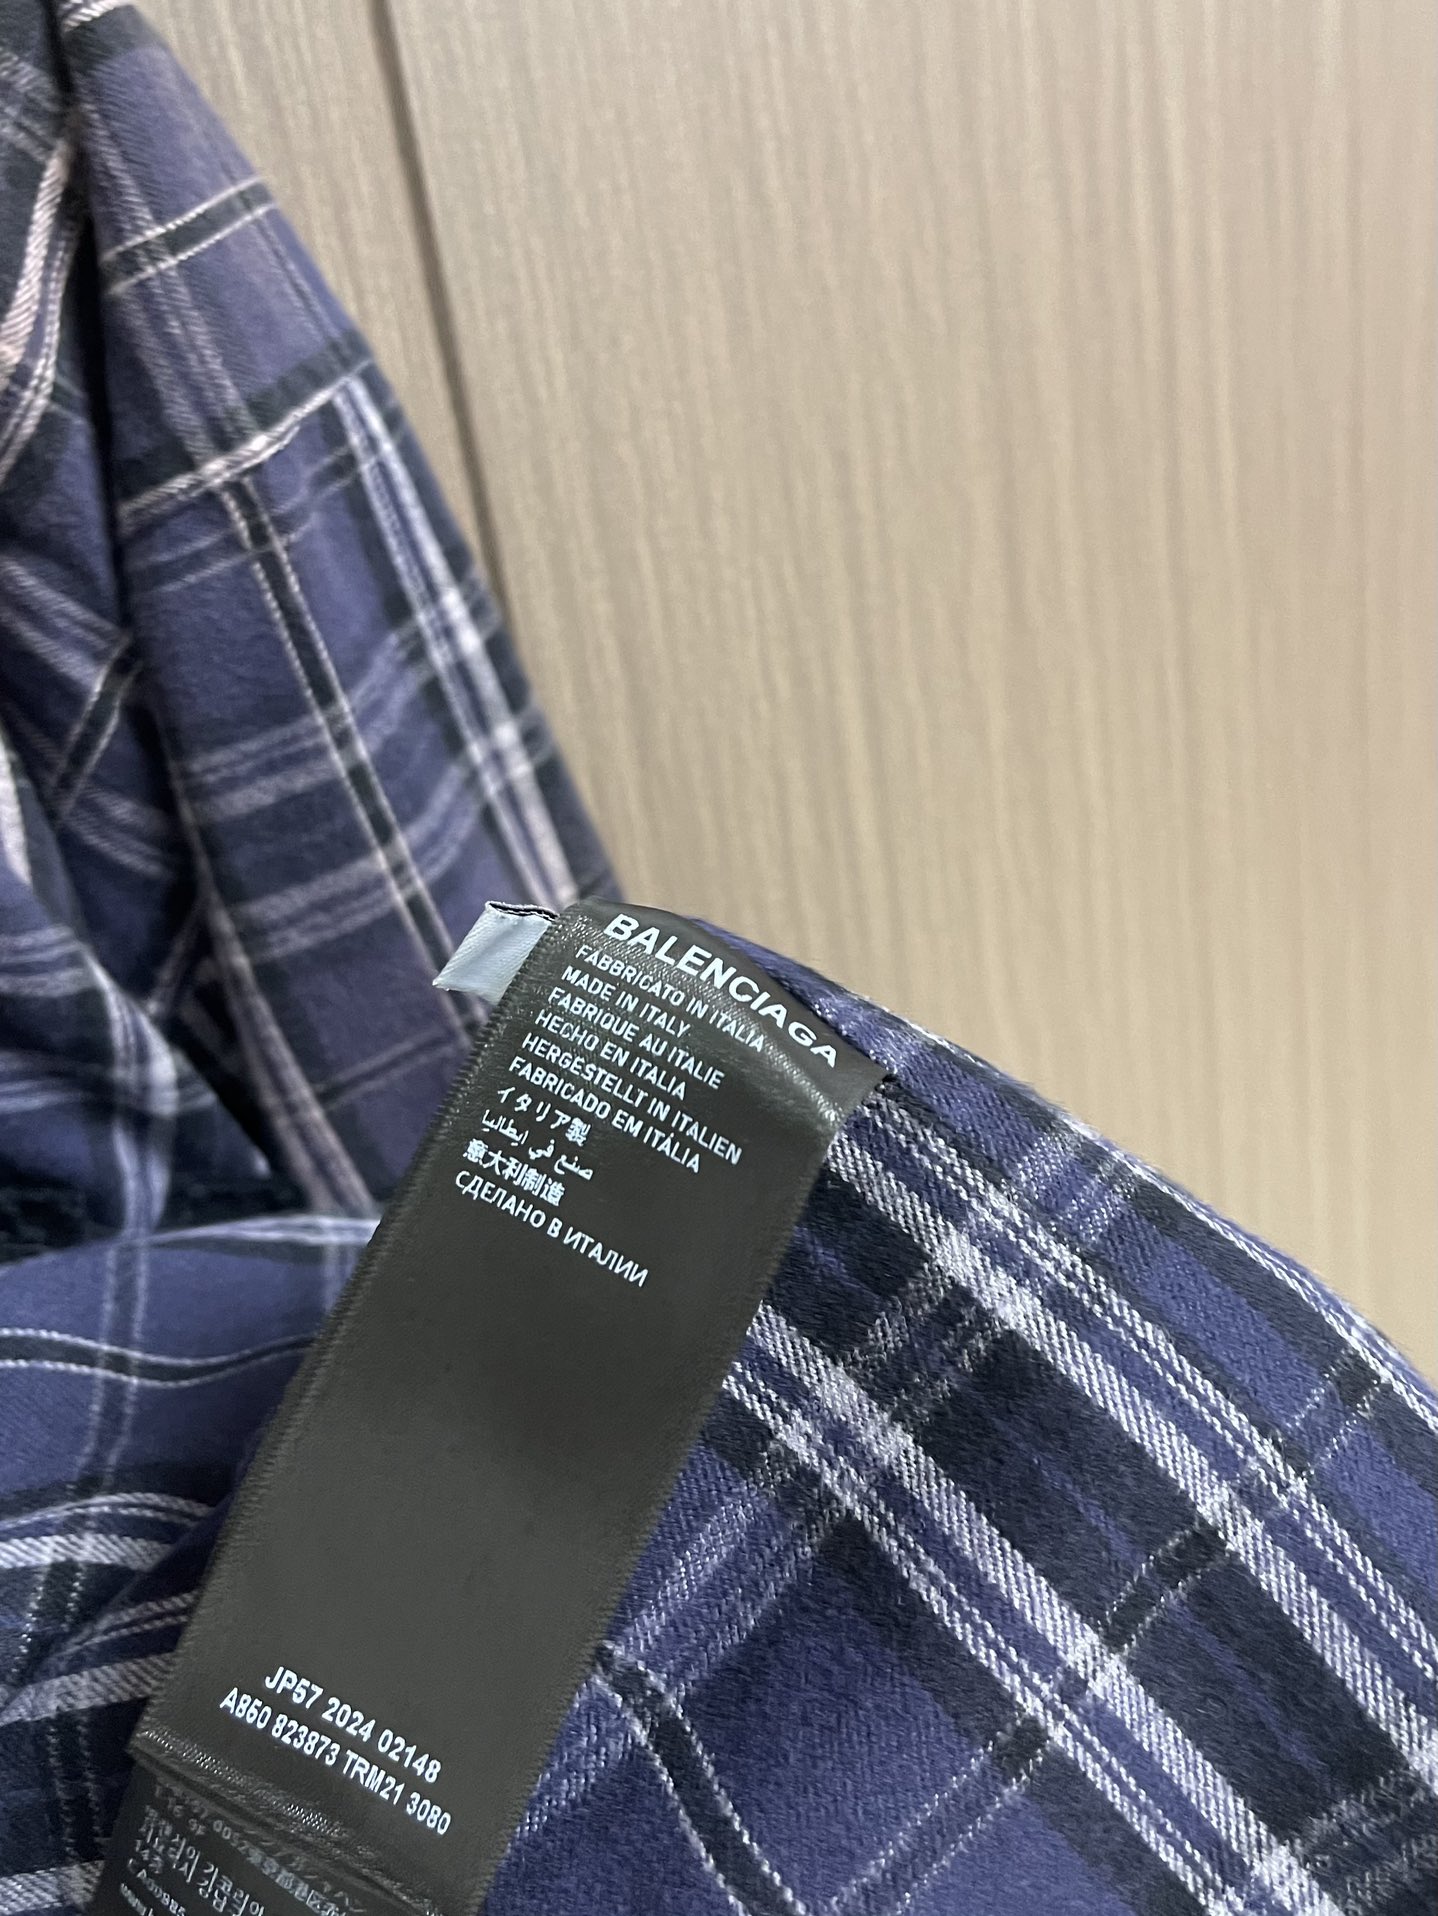 BALENCIAGA
FABBRICATO IN ITALIA
MADE IN ITALY
FABRIQUE AU ITALIE
HECHO EN ITALIA
HERGESTELLT IN ITALIEN
FABRICADO EM ITÁLIA
イタリア製
صنع في إيطاليا
意大利制造
СДЕЛАНО В ИТАЛИИ
JP57 2024 02148
A860 823873 TRM21 3080